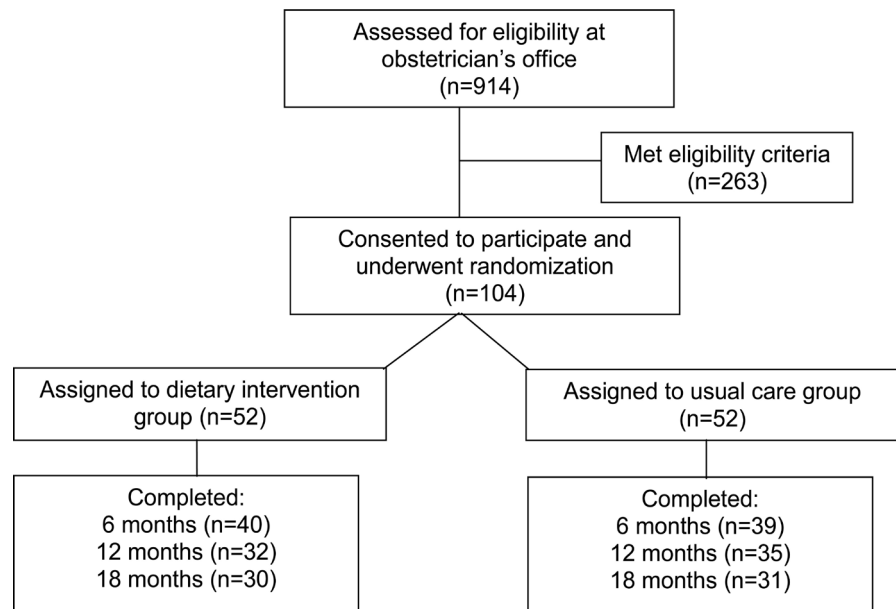 Assessed for eligibility at
obstetrician's office
(n=914)
Met eligibility criteria
(n=263)
Consented to participate and
underwent randomization
(n=104)
Assigned to dietary intervention
group (n=52)
Assigned to usual care group
(n=52)
Completed:
6 months (n=40)
12 months (n=32)
18 months (n=30)
Completed:
6 months (n=39)
12 months (n=35)
18 months (n=31)